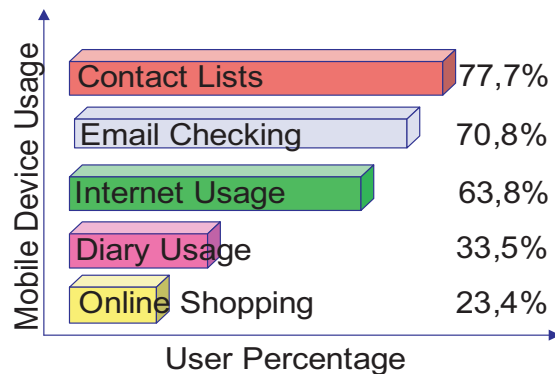 Mobile Device Usage
Contact Lists 77,7%
Email Checking 70,8%
Internet Usage 63,8%
Diary Usage 33,5%
Online Shopping 23,4%
User Percentage